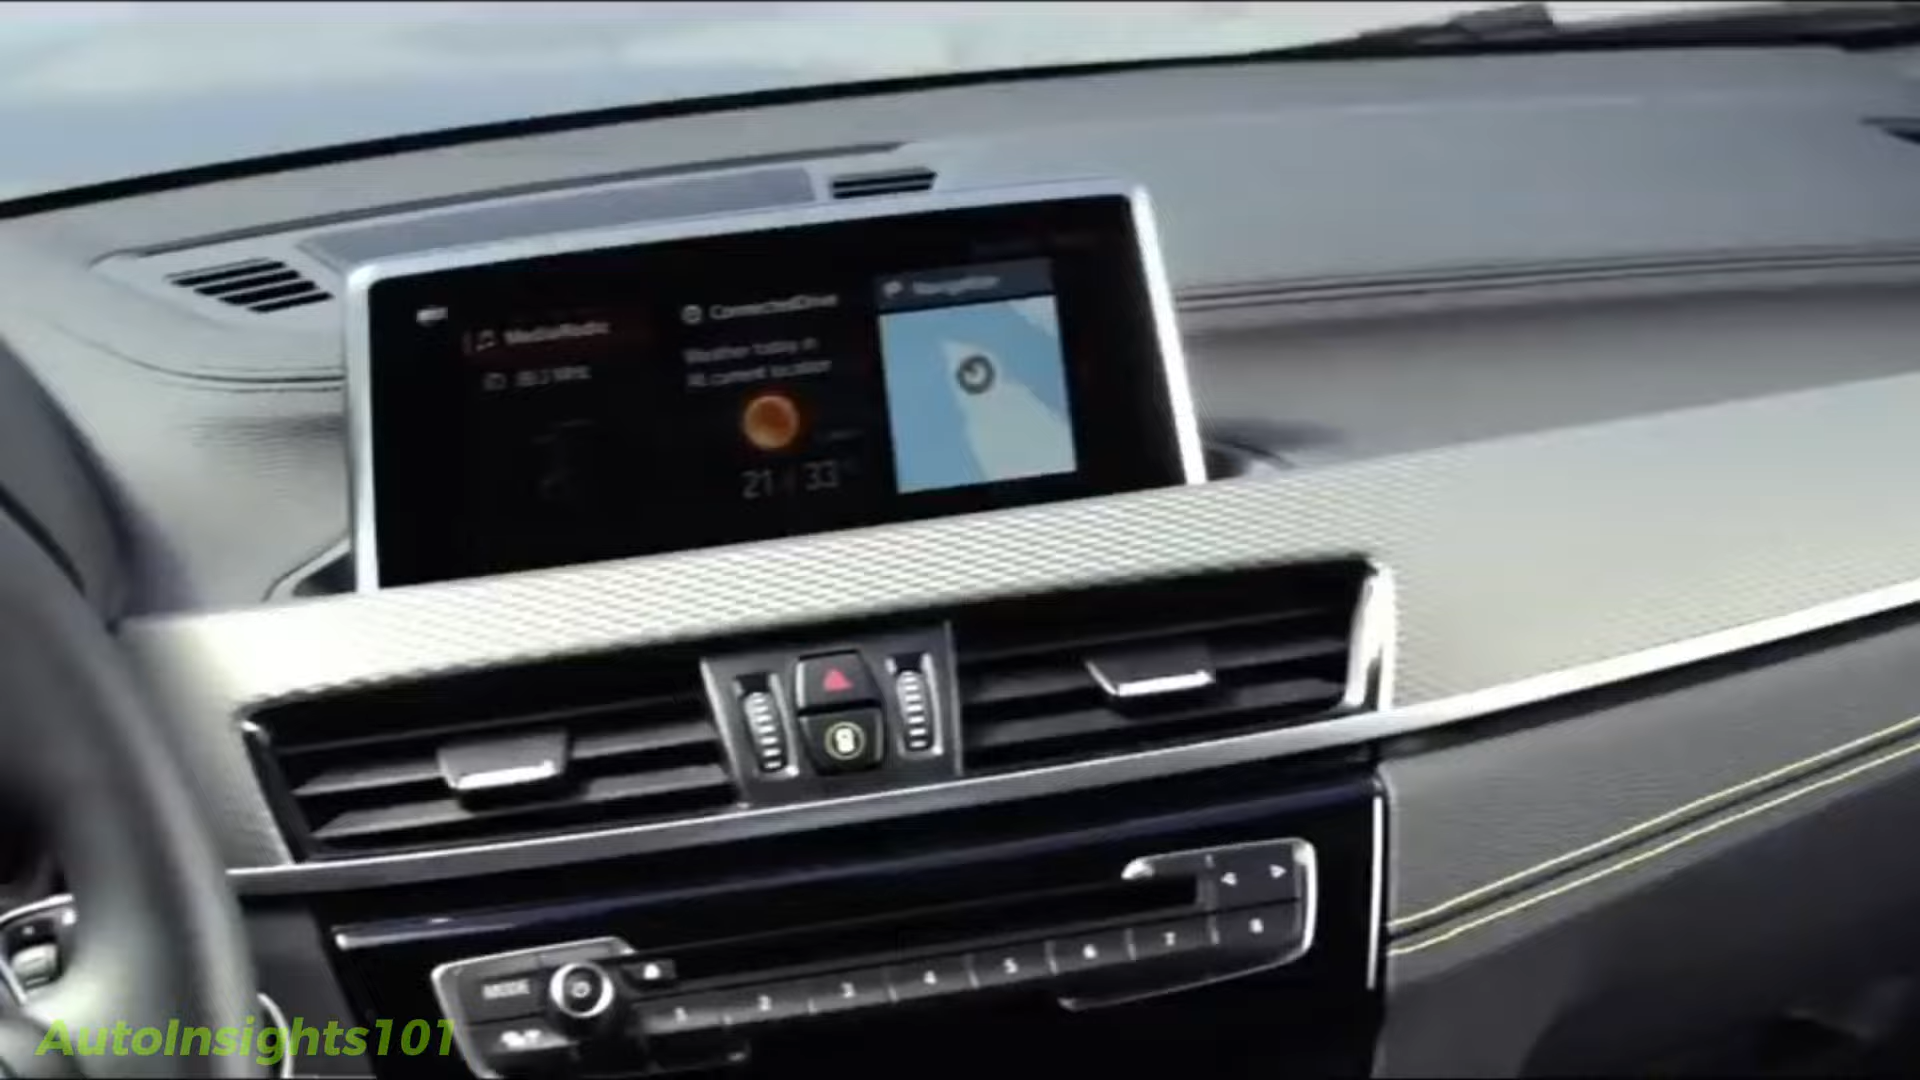 Navigation
ConnectedDrive
Media/Radio
Weather today in
at current location
21 / 33
MODE
1 2 3 4 5 6 7 8
AutoInsights101